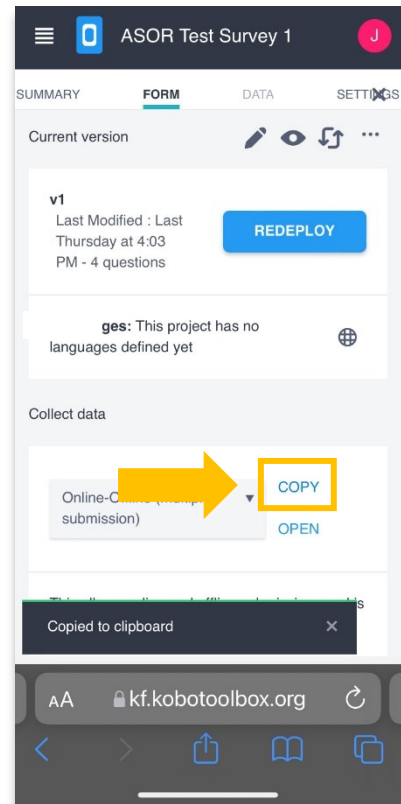 ASOR Test Survey 1
J
SUMMARY FORM DATA SETTINGS
Current version
v1
Last Modified : Last
Thursday at 4:03
PM - 4 questions
REDEPLOY
ges: This project has no
languages defined yet
Collect data
COPY
submission)
OPEN
Copied to clipboard
AA kf.kobotoolbox.org